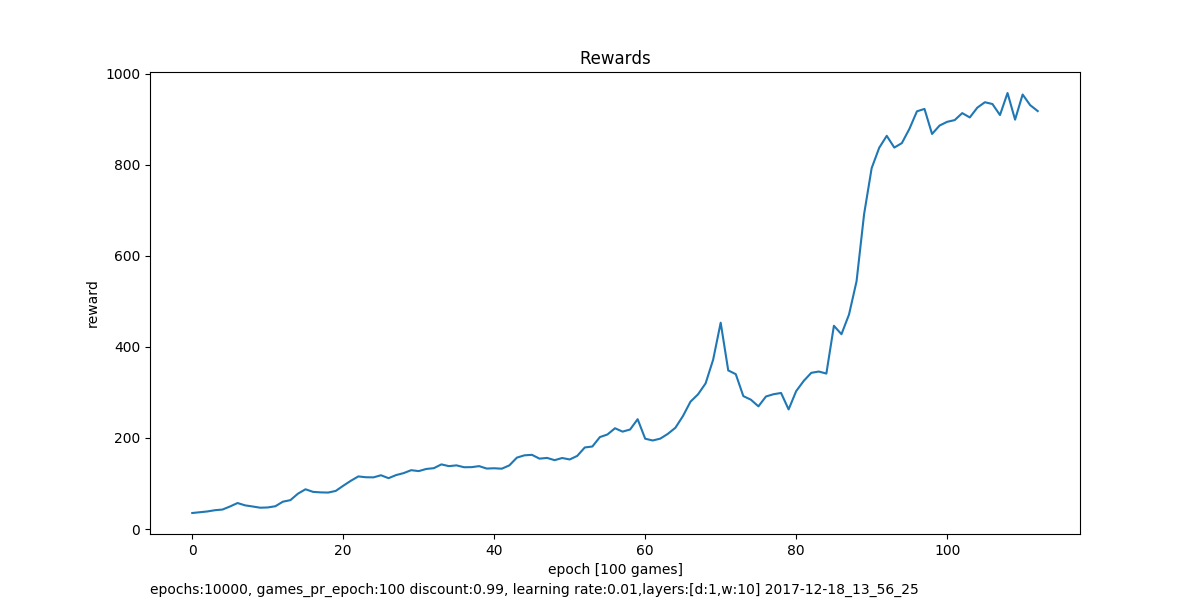 Rewards
1000
800
600
400
200
0
reward
0 20 40 60 80 100
epoch [100 games]
epochs:10000, games_pr_epoch:100 discount:0.99, learning rate:0.01,layers:[d:1,w:10] 2017-12-18_13_56_25